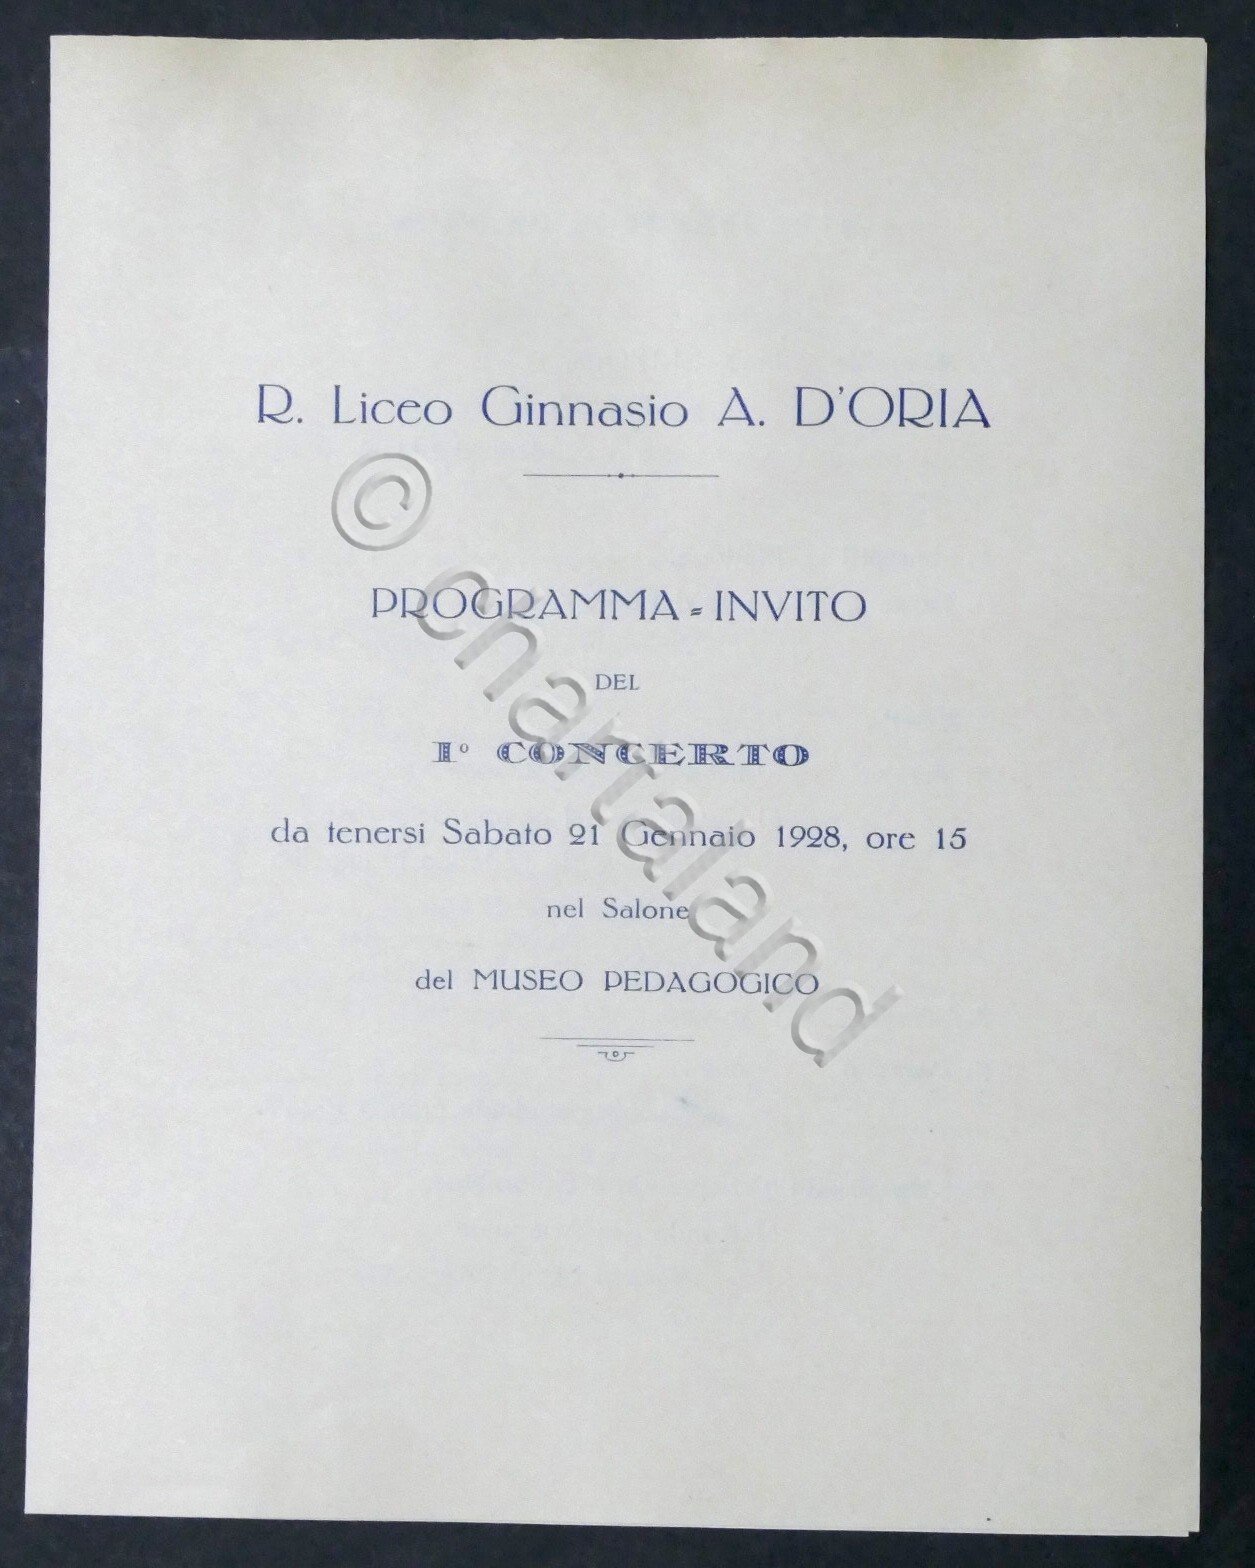 R. Liceo Ginnasio A. D'ORIA
PROGRAMMA - INVITO
DEL
I° CONCERTO
da tenersi Sabato 21 Gennaio 1928, ore 15
nel Salone
del MUSEO PEDAGOGICO
© chartaland